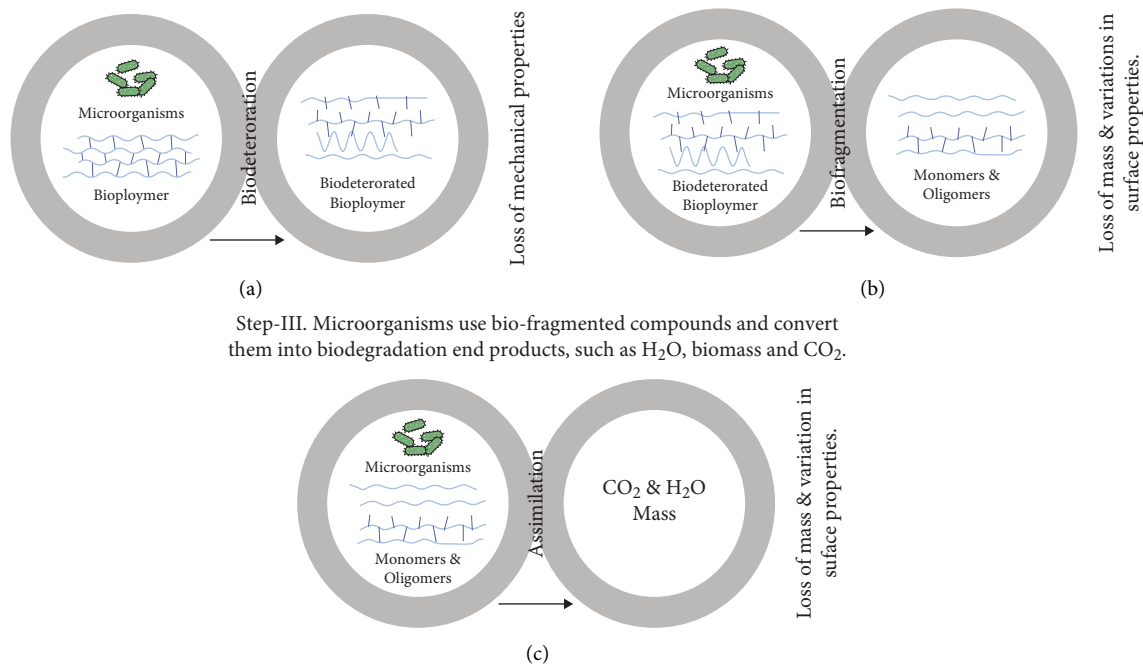 Microorganisms
Bioploymer
Biodeteroration
Biodeterorated
Bioploymer
Loss of mechanical properties
(a)
Microorganisms
Biodeterorated
Bioploymer
Biofragmentation
Monomers &
Oligomers
Loss of mass & variations in
surface properties.
(b)
Step-III. Microorganisms use bio-fragmented compounds and convert
them into biodegradation end products, such as H₂O, biomass and CO₂.
Microorganisms
Monomers &
Oligomers
Assimilation
CO₂ & H₂O
Mass
Loss of mass & variation in
suface properties.
(c)